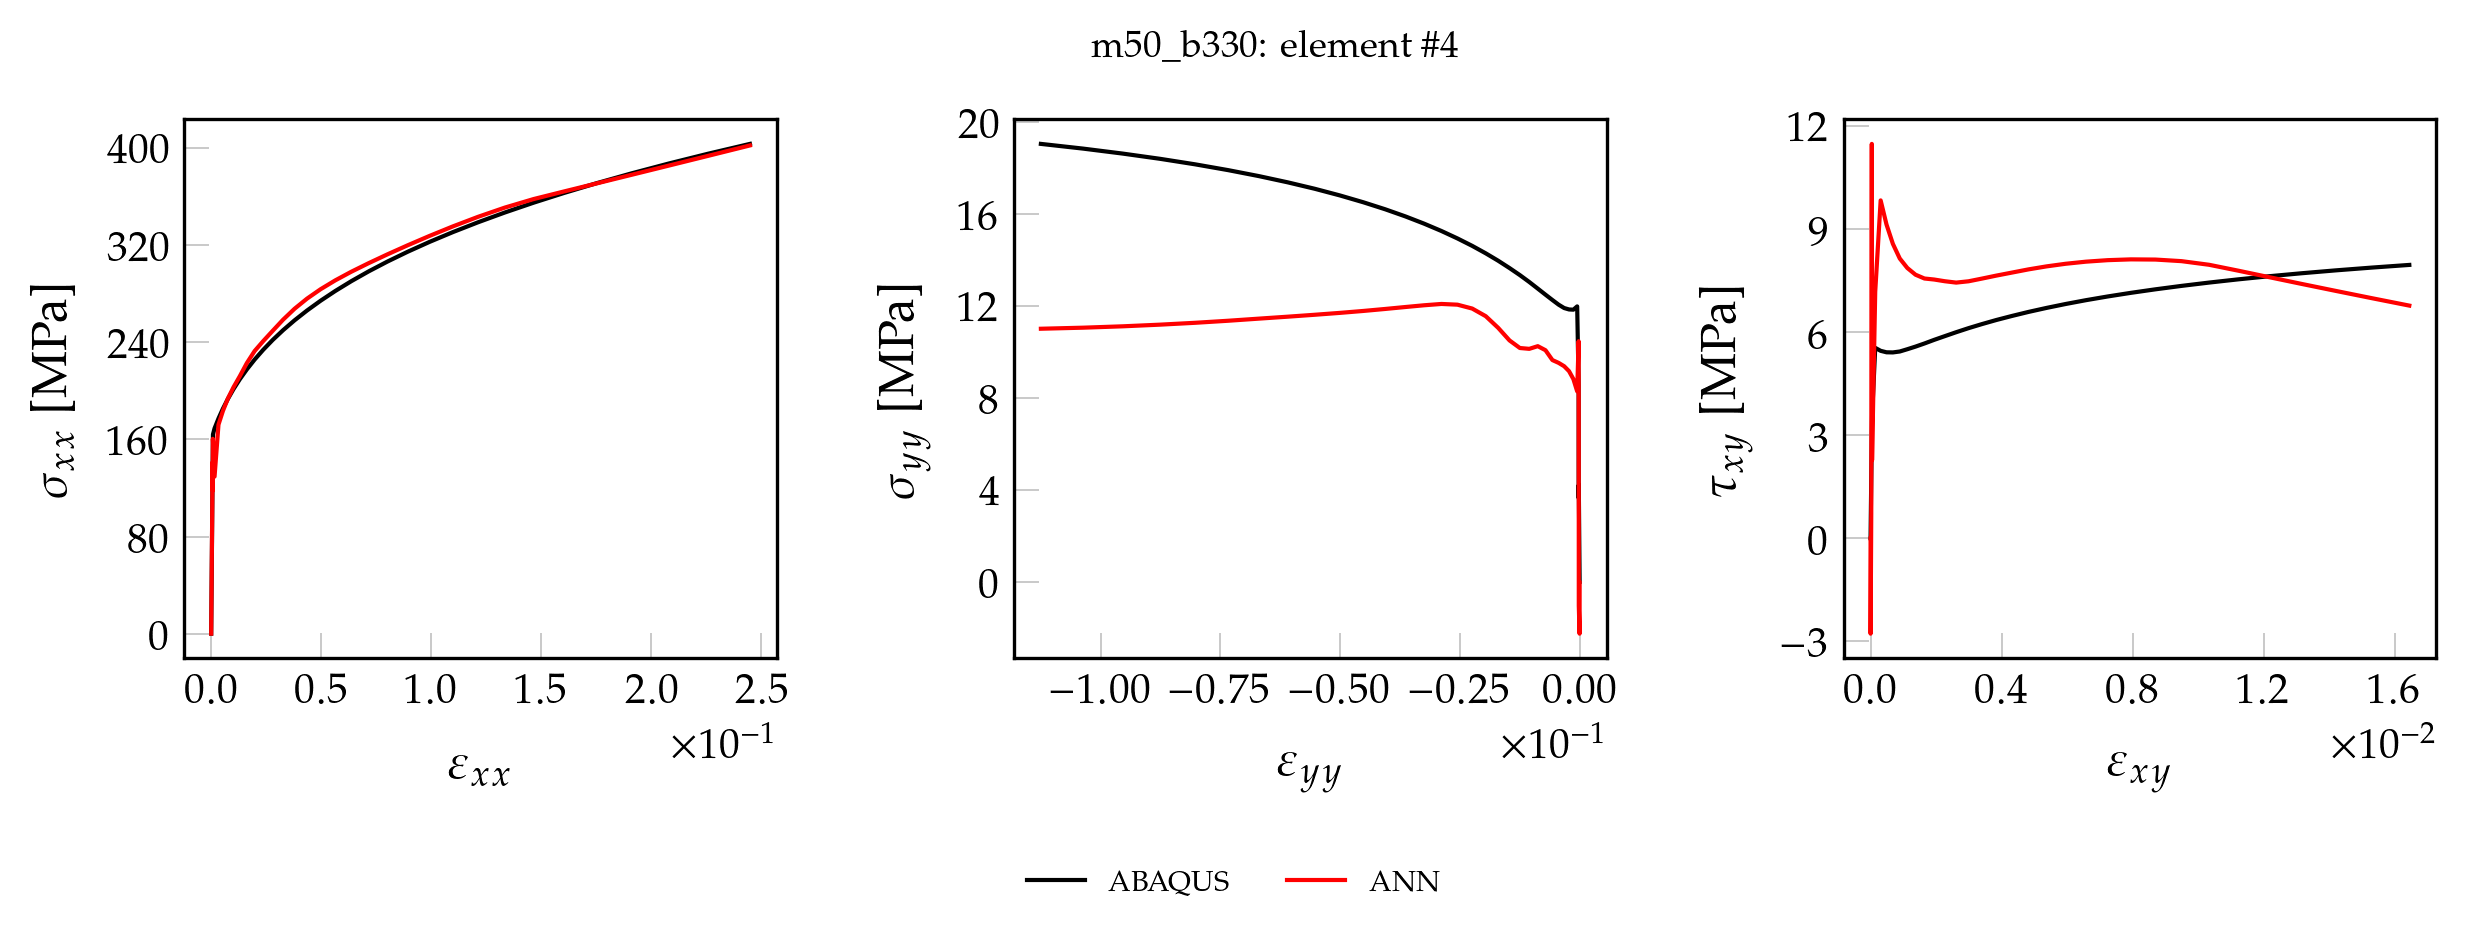 m50_b330: element #4
σxx [MPa]
400
320
240
160
80
0
0.0 0.5 1.0 1.5 2.0 2.5
×10⁻¹
εxx
σyy [MPa]
20
16
12
8
4
0
−1.00 −0.75 −0.50 −0.25 0.00
×10⁻¹
εyy
τxy [MPa]
12
9
6
3
0
−3
0.0 0.4 0.8 1.2 1.6
×10⁻²
εxy
ABAQUS ANN